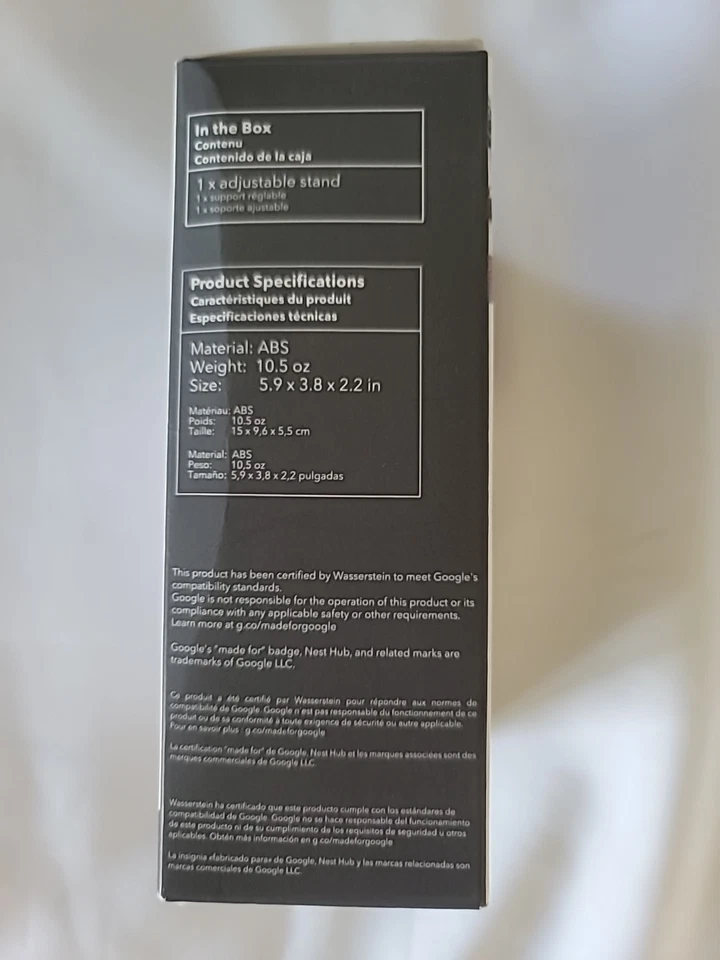 In the Box
Contenu
Contenido de la caja
1 x adjustable stand
1 x support réglable
1 x soporte ajustable
Product Specifications
Caractéristiques du produit
Especificaciones técnicas
Material: ABS
Weight: 10.5 oz
Size: 5.9 x 3.8 x 2.2 in
Matériau: ABS
Poids: 10.5 oz
Taille: 15 x 9,6 x 5,5 cm
Material: ABS
Peso: 10,5 oz
Tamaño: 5,9 x 3,8 x 2,2 pulgadas
This product has been certified by Wasserstein to meet Google's
compatibility standards.
Google is not responsible for the operation of this product or its
compliance with any applicable safety or other requirements.
Learn more at g.co/madeforgoogle
Google's "made for" badge, Nest Hub, and related marks are
trademarks of Google LLC.
Ce produit a été certifié par Wasserstein pour répondre aux normes de
compatibilité de Google. Google n'est pas responsable du fonctionnement de ce
produit ou de sa conformité à toute exigence de sécurité ou autre applicable.
Pour en savoir plus : g.co/madeforgoogle
La certification "made for" de Google, Nest Hub et les marques associées sont des
marques commerciales de Google LLC.
Wasserstein ha certificado que este producto cumple con los estándares de
compatibilidad de Google. Google no se hace responsable del funcionamiento
de este producto ni de su cumplimiento de los requisitos de seguridad u otros
aplicables. Obtén más información en g.co/madeforgoogle
La insignia «fabricado para» de Google, Nest Hub y las marcas relacionadas son
marcas comerciales de Google LLC.